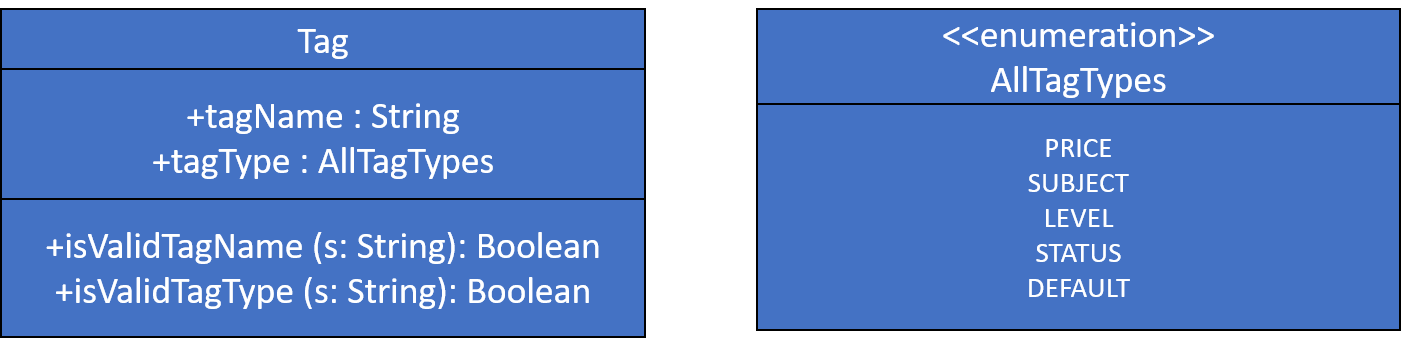 Tag
+tagName : String
+tagType : AllTagTypes
+isValidTagName (s: String): Boolean
+isValidTagType (s: String): Boolean
<<enumeration>>
AllTagTypes
PRICE
SUBJECT
LEVEL
STATUS
DEFAULT